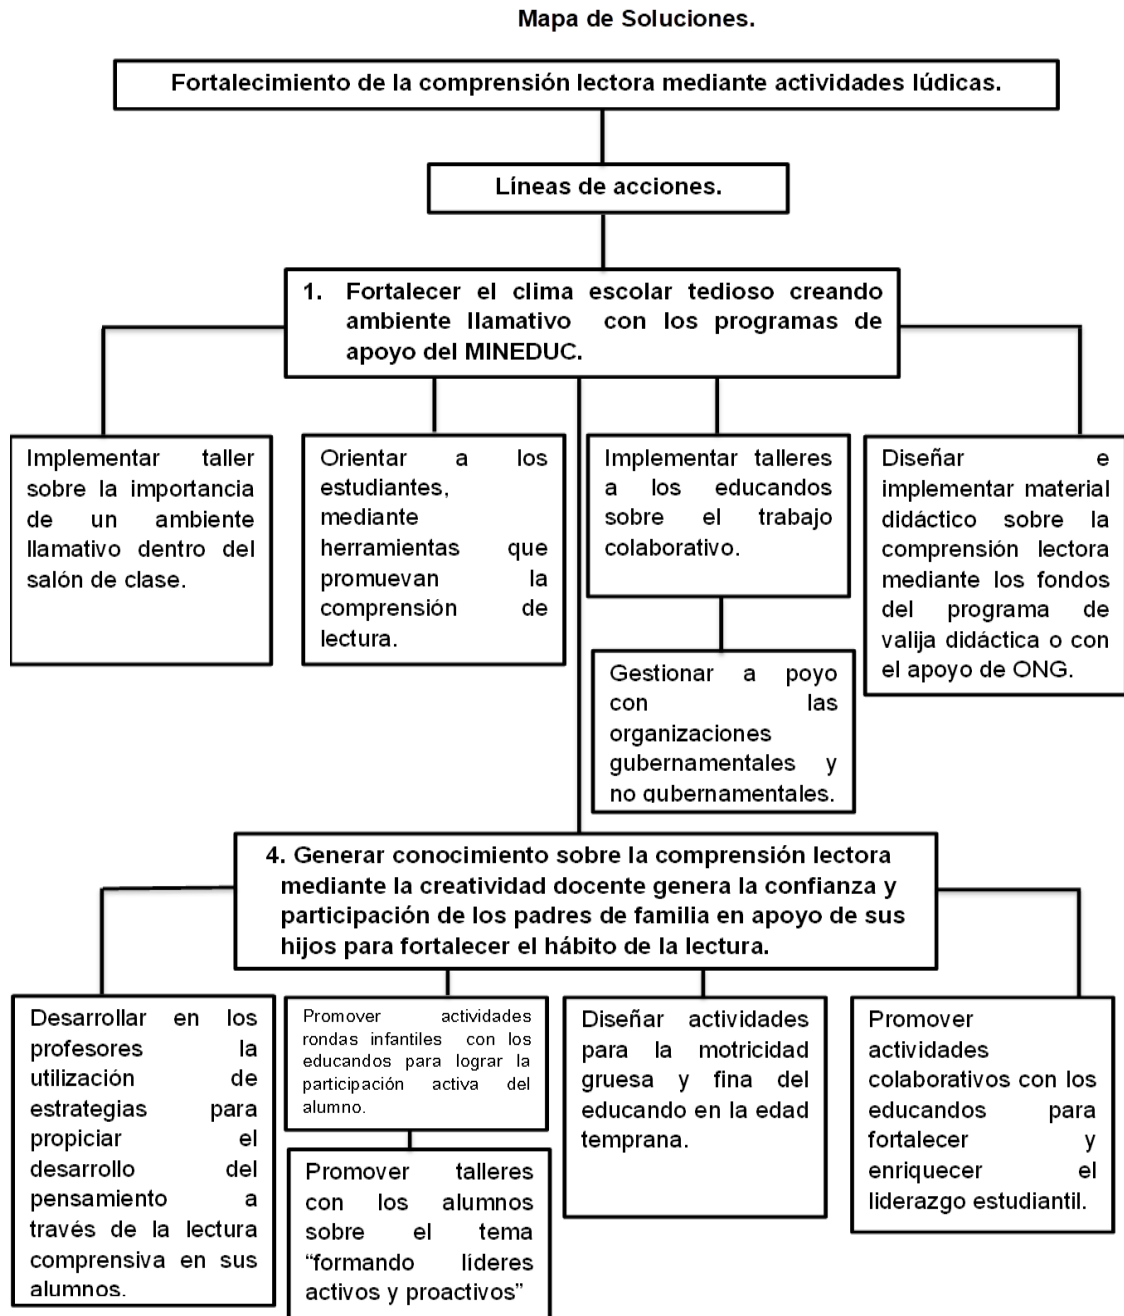 Mapa de Soluciones.
Fortalecimiento de la comprensión lectora mediante actividades lúdicas.
Líneas de acciones.
1. Fortalecer el clima escolar tedioso creando
ambiente llamativo con los programas de
apoyo del MINEDUC.
Implementar taller
sobre la importancia
de un ambiente
llamativo dentro del
salón de clase.
Orientar a los
estudiantes,
mediante
herramientas que
promuevan la
comprensión de
lectura.
Implementar talleres
a los educandos
sobre el trabajo
colaborativo.
Diseñar e
implementar material
didáctico sobre la
comprensión lectora
mediante los fondos
del programa de
valija didáctica o con
el apoyo de ONG.
Gestionar a poyo
con las
organizaciones
gubernamentales y
no gubernamentales.
4. Generar conocimiento sobre la comprensión lectora
mediante la creatividad docente genera la confianza y
participación de los padres de familia en apoyo de sus
hijos para fortalecer el hábito de la lectura.
Desarrollar en los
profesores la
utilización de
estrategias para
propiciar el
desarrollo del
pensamiento a
través de la lectura
comprensiva en sus
alumnos.
Promover actividades
rondas infantiles con los
educandos para lograr la
participación activa del
alumno.
Promover talleres
con los alumnos
sobre el tema
“formando líderes
activos y proactivos”
Diseñar actividades
para la motricidad
gruesa y fina del
educando en la edad
temprana.
Promover
actividades
colaborativos con los
educandos para
fortalecer y
enriquecer el
liderazgo estudiantil.